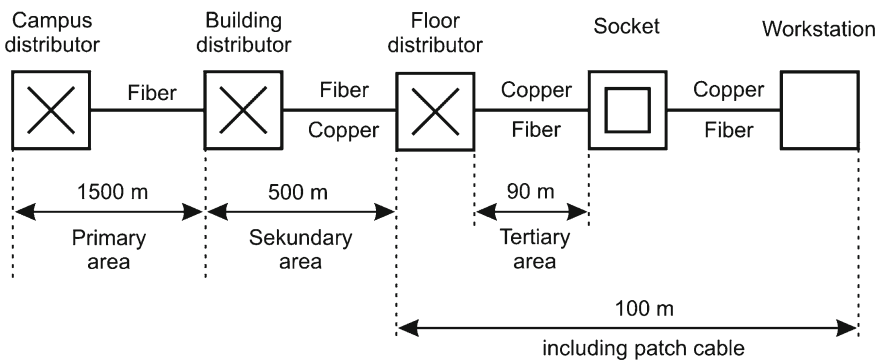 Campus
distributor
Building
distributor
Floor
distributor
Socket
Workstation
Fiber
Fiber
Copper
Copper
Fiber
Copper
Fiber
1500 m
500 m
90 m
Primary
area
Sekundary
area
Tertiary
area
100 m
including patch cable